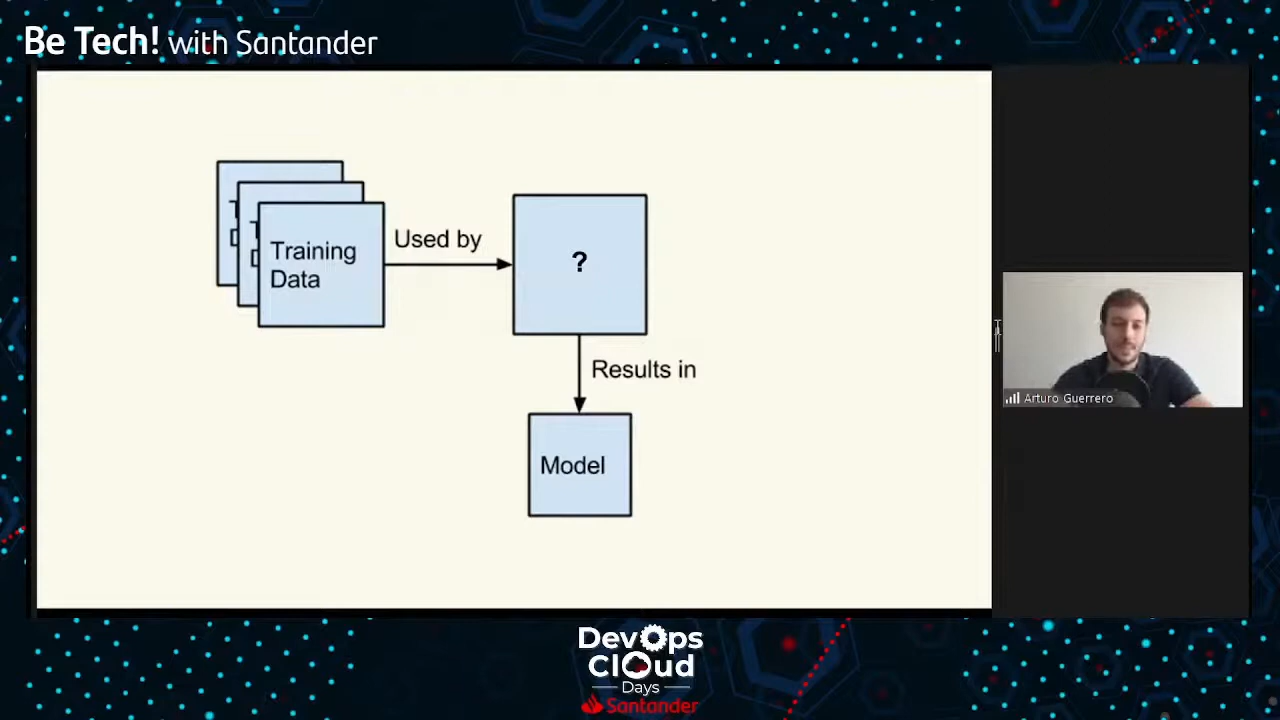 Be Tech! with Santander
Training
Data
Used by
?
Results in
Model
Arturo Guerrero
DevOps
Cloud
Days
Santander